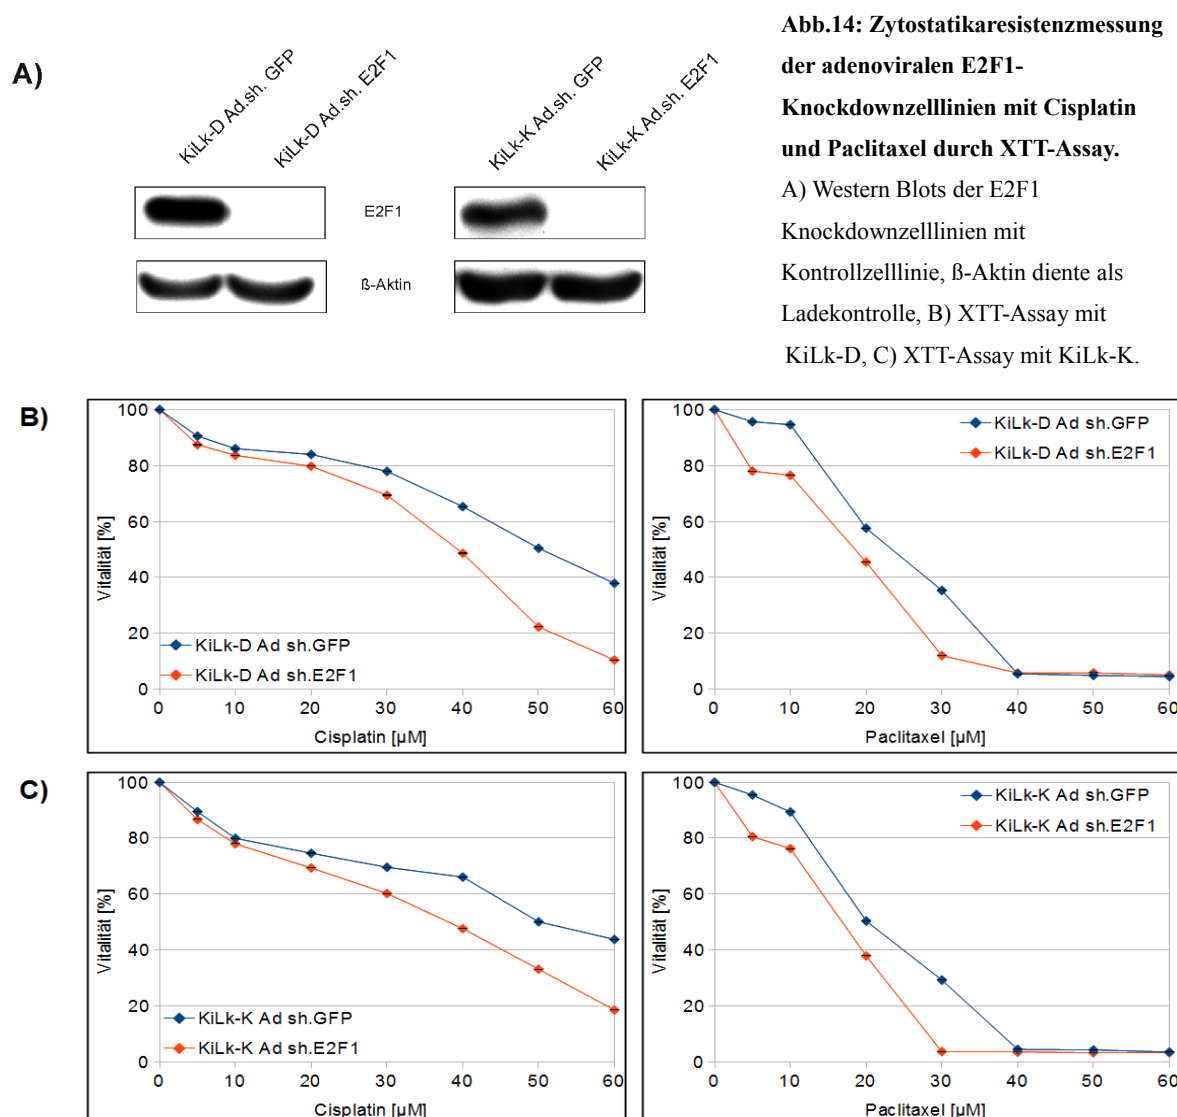 Abb.14: Zytostatikaresistenzmessung
der adenoviralen E2F1-
Knockdownzelllinien mit Cisplatin
und Paclitaxel durch XTT-Assay.
A) Western Blots der E2F1
Knockdownzelllinien mit
Kontrollzelllinie, ß-Aktin diente als
Ladekontrolle, B) XTT-Assay mit
KiLk-D, C) XTT-Assay mit KiLk-K.
A)
KiLk-D Ad.sh. GFP
KiLk-D Ad.sh. E2F1
KiLk-K Ad.sh. GFP
KiLk-K Ad.sh. E2F1
E2F1
ß-Aktin
B)
100
80
60
40
20
0
Vitalität [%]
KiLk-D Ad sh.GFP
KiLk-D Ad sh.E2F1
0 10 20 30 40 50 60
Cisplatin [µM]
100
80
60
40
20
0
Vitalität [%]
KiLk-D Ad sh.GFP
KiLk-D Ad sh.E2F1
0 10 20 30 40 50 60
Paclitaxel [µM]
C)
100
80
60
40
20
0
Vitalität [%]
KiLk-K Ad sh.GFP
KiLk-K Ad sh.E2F1
0 10 20 30 40 50 60
Cisplatin [µM]
100
80
60
40
20
0
Vitalität [%]
KiLk-K Ad sh.GFP
KiLk-K Ad sh.E2F1
0 10 20 30 40 50 60
Paclitaxel [µM]